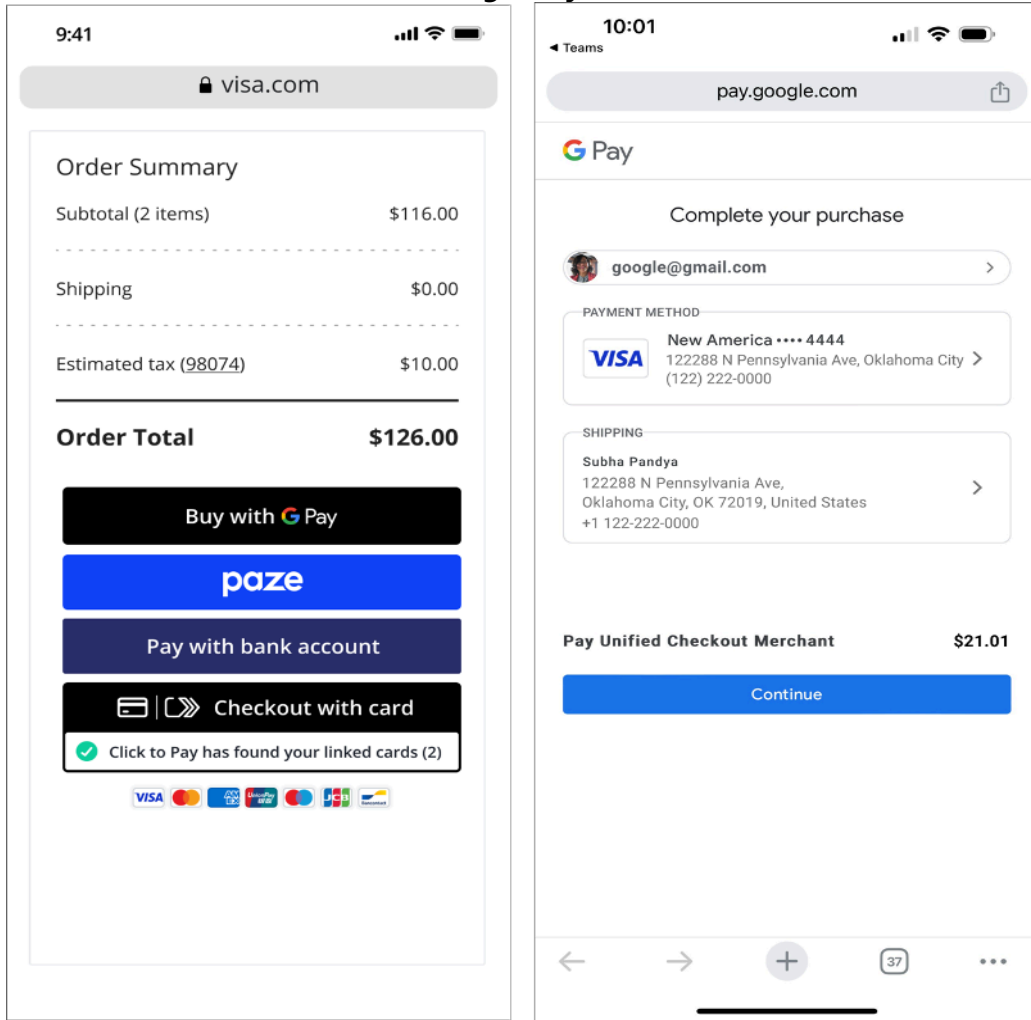 9:41
visa.com
Order Summary
Subtotal (2 items) $116.00
Shipping $0.00
Estimated tax (98074) $10.00
Order Total $126.00
Buy with G Pay
paze
Pay with bank account
Checkout with card
Click to Pay has found your linked cards (2)
VISA AMEX UnionPay JCB Bancontact
10:01
◄ Teams
pay.google.com
G Pay
Complete your purchase
google@gmail.com
PAYMENT METHOD
VISA
New America •••• 4444
122288 N Pennsylvania Ave, Oklahoma City
(122) 222-0000
SHIPPING
Subha Pandya
122288 N Pennsylvania Ave,
Oklahoma City, OK 72019, United States
+1 122-222-0000
Pay Unified Checkout Merchant $21.01
Continue
37